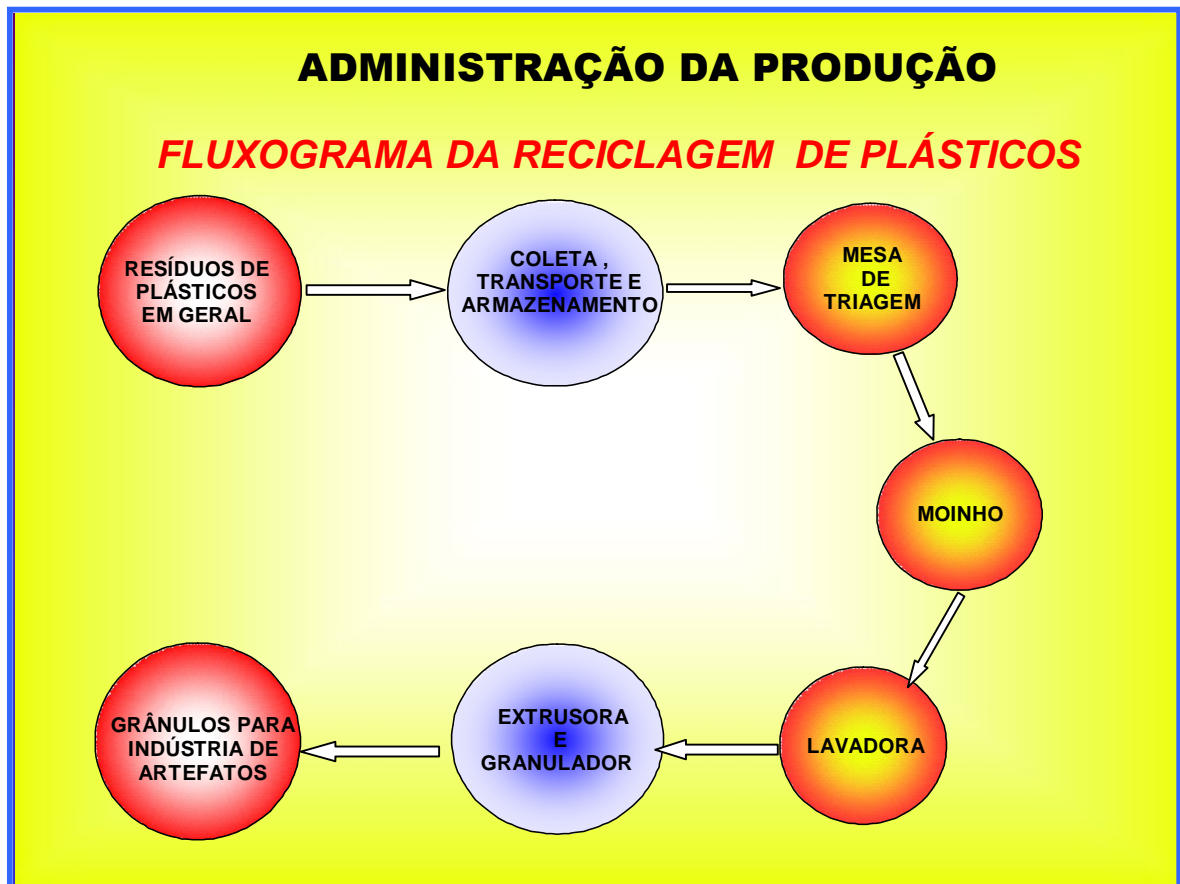 ADMINISTRAÇÃO DA PRODUÇÃO
FLUXOGRAMA DA RECICLAGEM DE PLÁSTICOS
RESÍDUOS DE
PLÁSTICOS
EM GERAL
COLETA ,
TRANSPORTE E
ARMAZENAMENTO
MESA
DE
TRIAGEM
MOINHO
LAVADORA
EXTRUSORA
E
GRANULADOR
GRÂNULOS PARA
INDÚSTRIA DE
ARTEFATOS